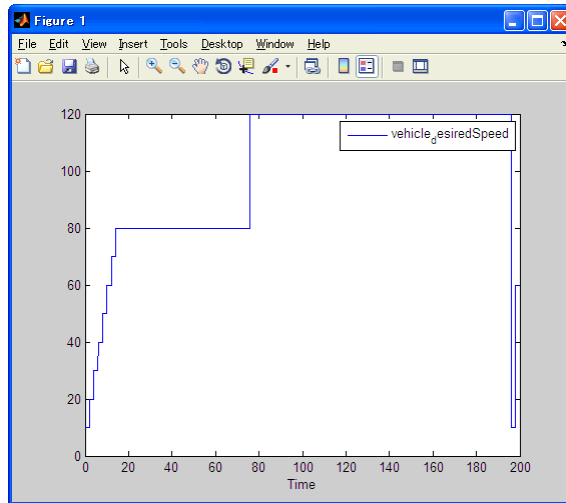 Figure 1
File Edit View Insert Tools Desktop Window Help
120
100
80
60
40
20
0
vehicle_desiredSpeed
0 20 40 60 80 100 120 140 160 180 200
Time